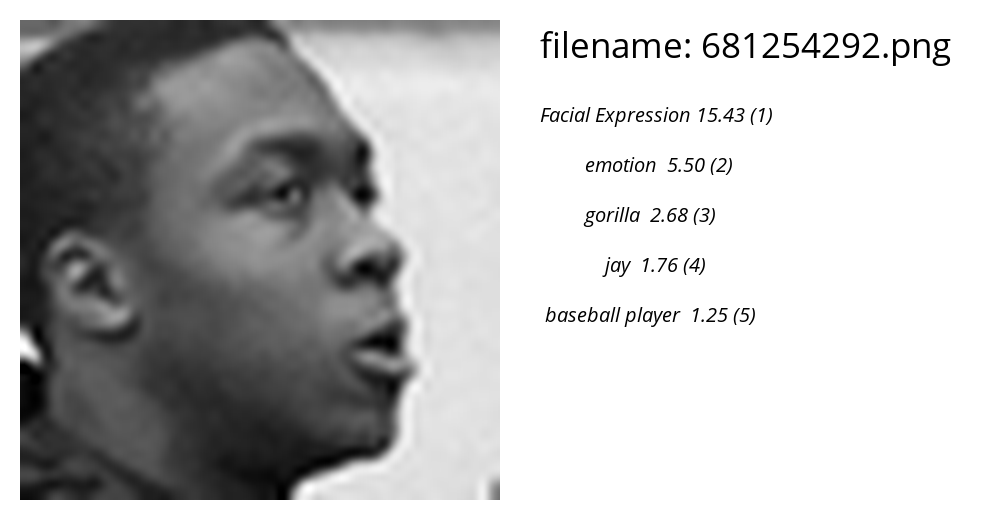 filename: 681254292.png
Facial Expression 15.43 (1)
emotion 5.50 (2)
gorilla 2.68 (3)
jay 1.76 (4)
baseball player 1.25 (5)